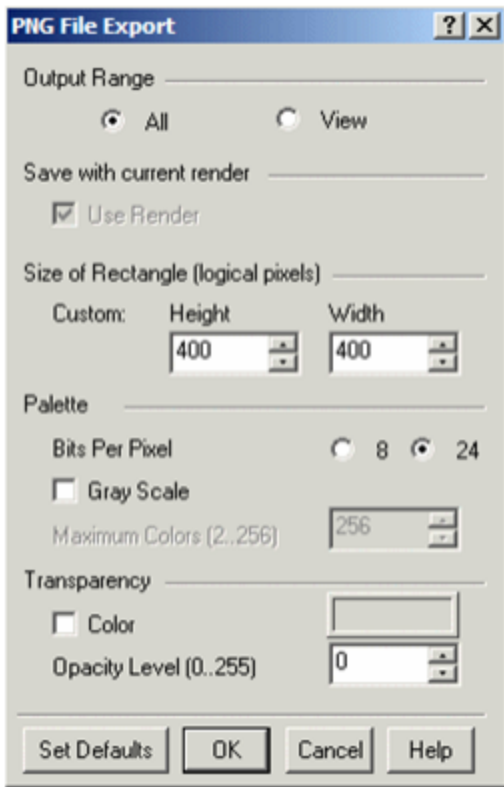 PNG File Export
Output Range
All View
Save with current render
Use Render
Size of Rectangle (logical pixels)
Custom: Height Width
400 400
Palette
Bits Per Pixel 8 24
Gray Scale
Maximum Colors (2..256) 256
Transparency
Color
Opacity Level (0..255) 0
Set Defaults OK Cancel Help